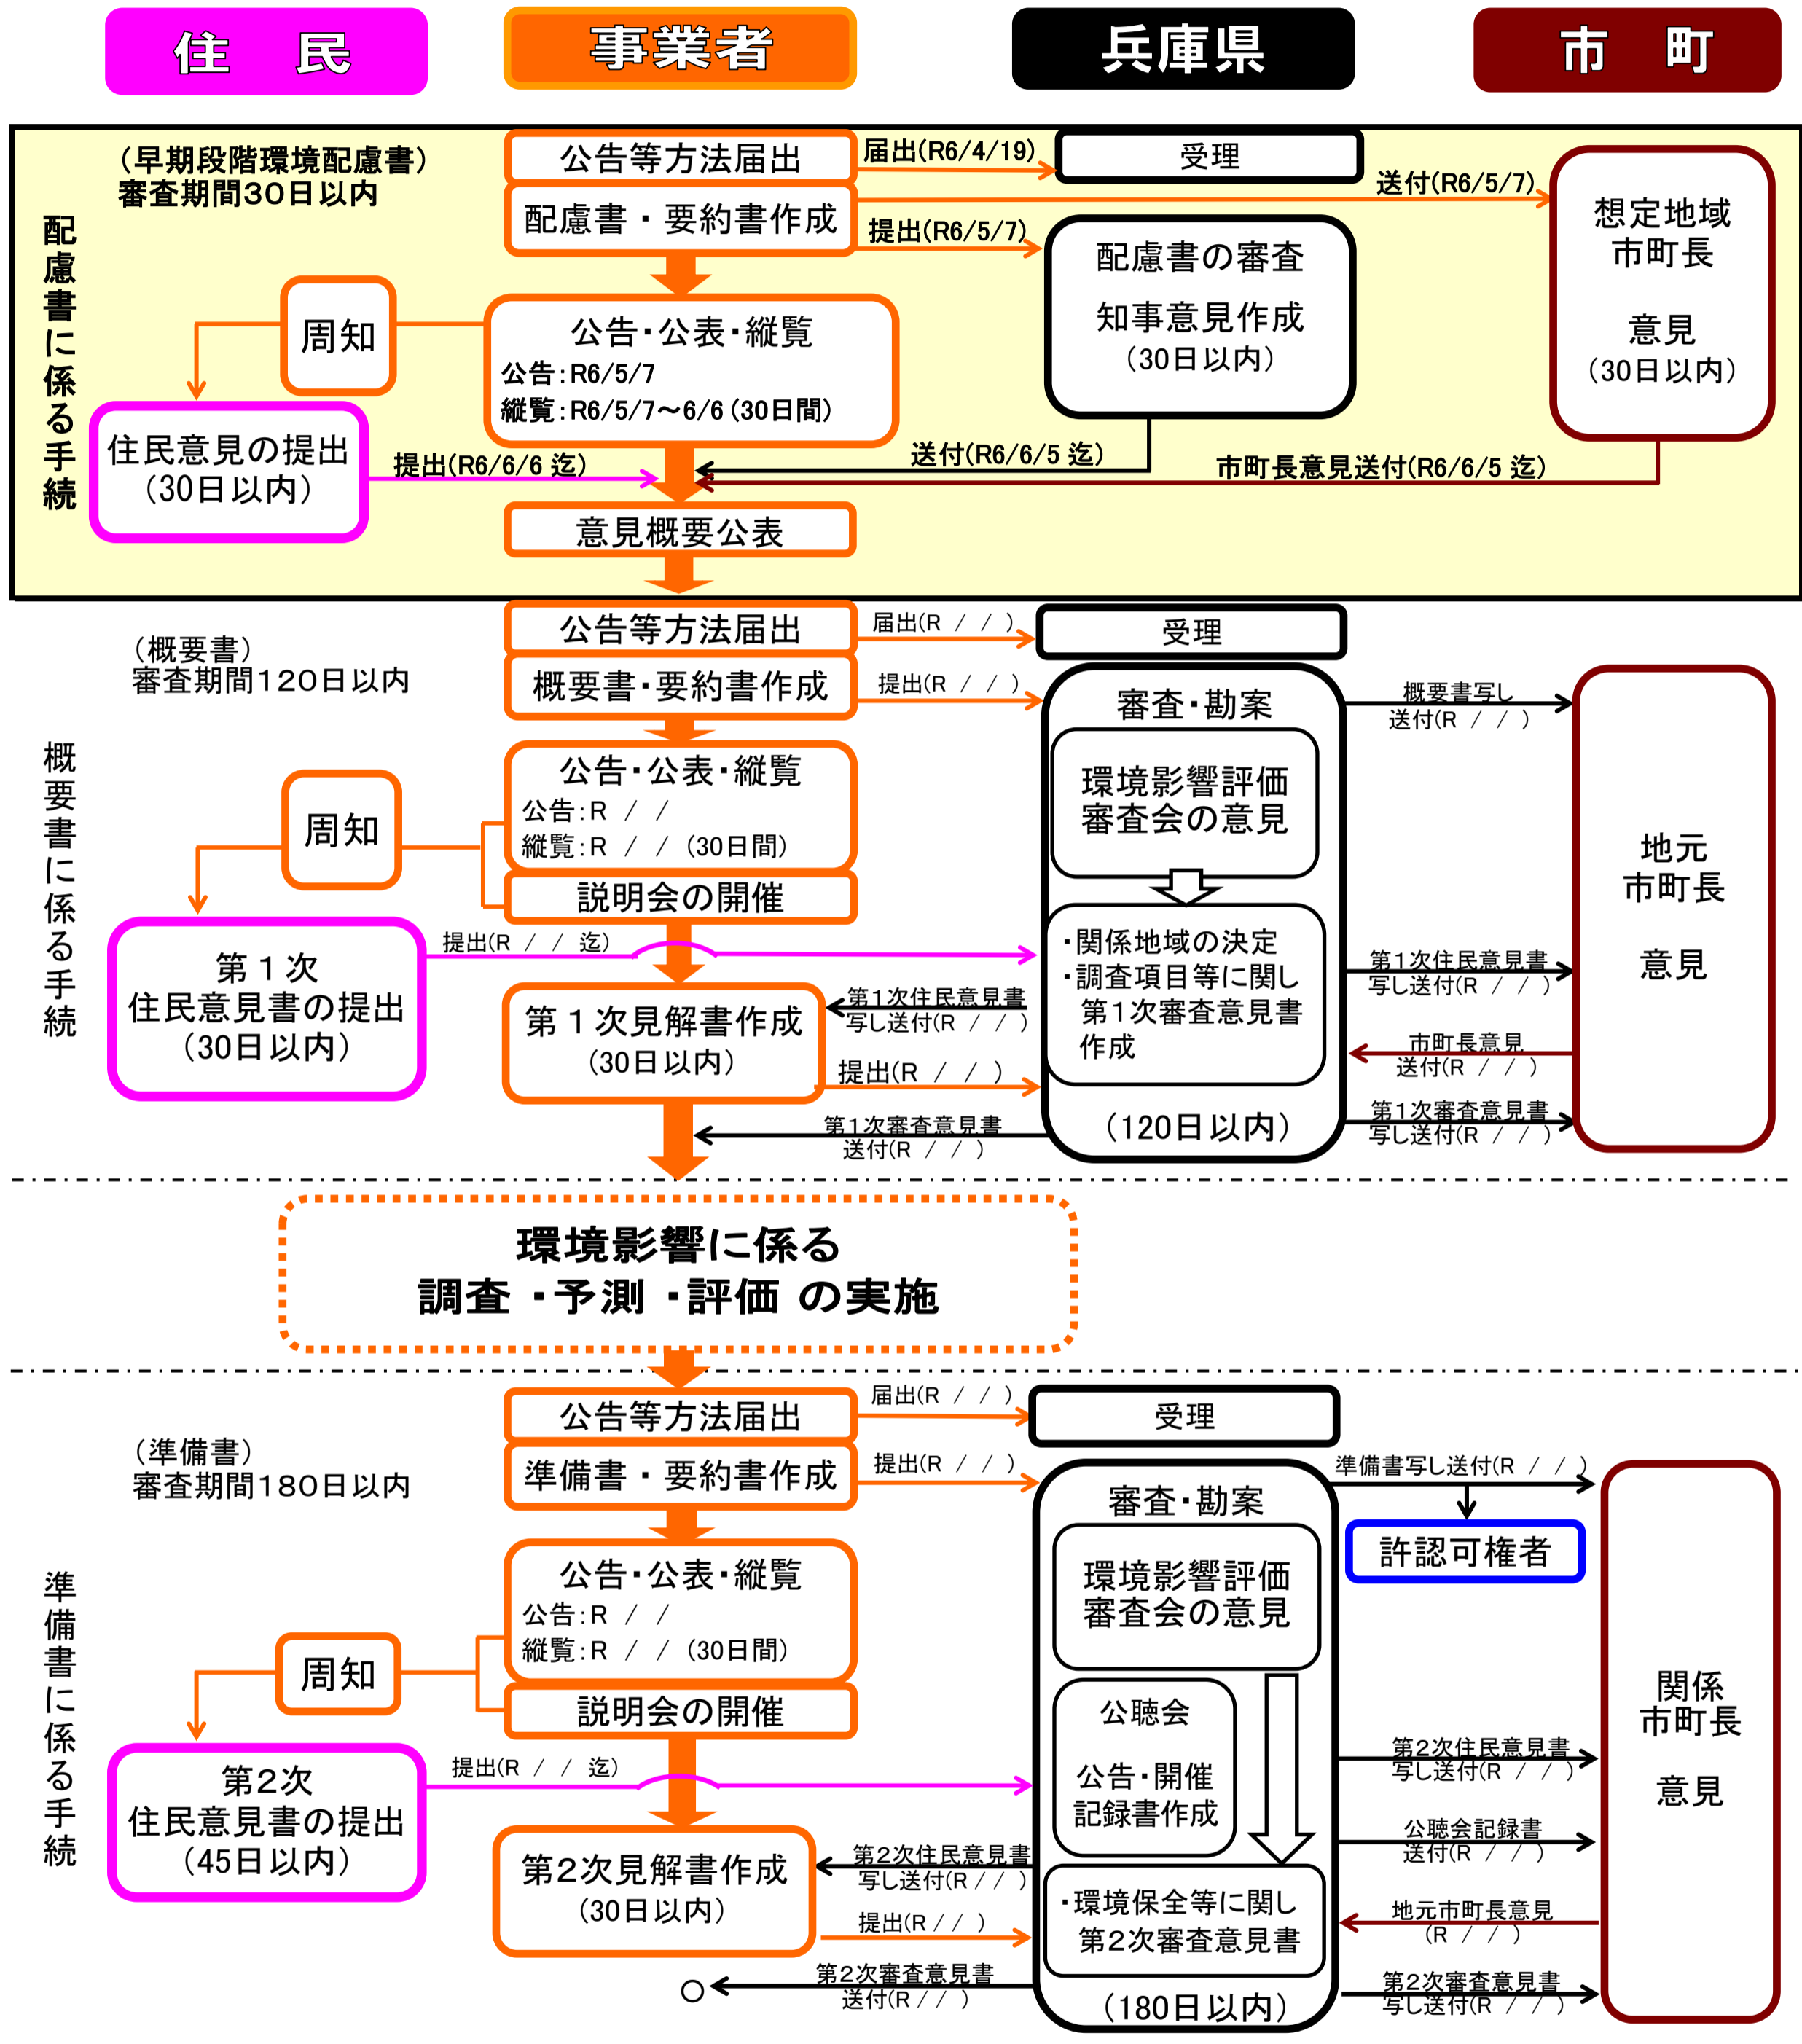 住　民
事業者
兵庫県
市　町
配慮書に係る手続
（早期段階環境配慮書）
審査期間30日以内
公告等方法届出
届出(R6/4/19)
受理
配慮書・要約書作成
送付(R6/5/7)
提出(R6/5/7)
配慮書の審査
知事意見作成
（30日以内）
想定地域
市町長
意見
（30日以内）
周知
公告・公表・縦覧
公告：R6/5/7
縦覧：R6/5/7～6/6（30日間）
住民意見の提出
（30日以内）
提出(R6/6/6 迄)
送付(R6/6/5 迄)
市町長意見送付(R6/6/5 迄)
意見概要公表
概要書に係る手続
（概要書）
審査期間120日以内
公告等方法届出
届出(R / / )
受理
概要書・要約書作成
提出(R / / )
審査・勘案
概要書写し
送付(R / / )
環境影響評価
審査会の意見
周知
公告・公表・縦覧
公告：R / /
縦覧：R / / （30日間）
説明会の開催
地元
市町長
意見
第１次
住民意見書の提出
（30日以内）
提出(R / / 迄)
・関係地域の決定
・調査項目等に関し
第1次審査意見書
作成
第1次住民意見書
写し送付(R / / )
第１次見解書作成
（30日以内）
第1次住民意見書
写し送付(R / / )
市町長意見
送付(R / / )
提出(R / / )
第1次審査意見書
送付(R / / )
（120日以内）
第1次審査意見書
写し送付(R / / )
環境影響に係る
調査・予測・評価 の実施
準備書に係る手続
（準備書）
審査期間180日以内
公告等方法届出
届出(R / / )
受理
準備書・要約書作成
提出(R / / )
審査・勘案
準備書写し送付(R / / )
許認可権者
環境影響評価
審査会の意見
周知
公告・公表・縦覧
公告：R / /
縦覧：R / / （30日間）
説明会の開催
公聴会
公告・開催
記録書作成
関係
市町長
意見
第2次
住民意見書の提出
（45日以内）
提出(R / / 迄)
第2次住民意見書
写し送付(R / / )
公聴会記録書
送付(R / / )
第2次見解書作成
（30日以内）
第2次住民意見書
写し送付(R / / )
・環境保全等に関し
第2次審査意見書
地元市町長意見
(R / / )
提出(R / / )
第2次審査意見書
送付(R / / )
（180日以内）
第2次審査意見書
写し送付(R / / )